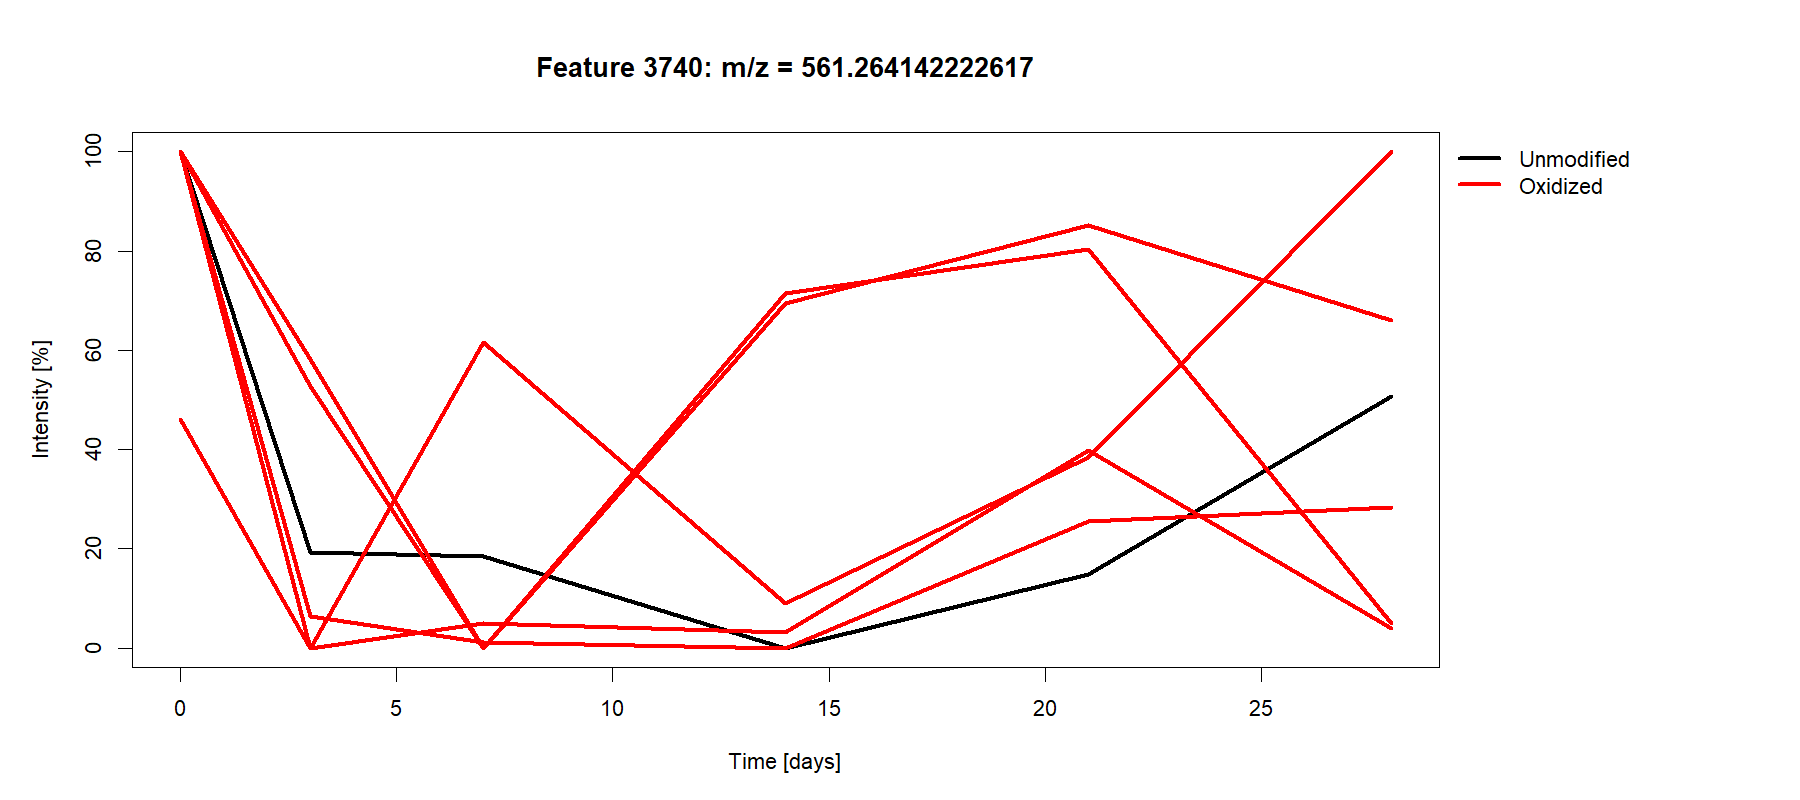 Feature 3740: m/z = 561.264142222617
Unmodified
Oxidized
Intensity [%]
100
80
60
40
20
0
0 5 10 15 20 25
Time [days]